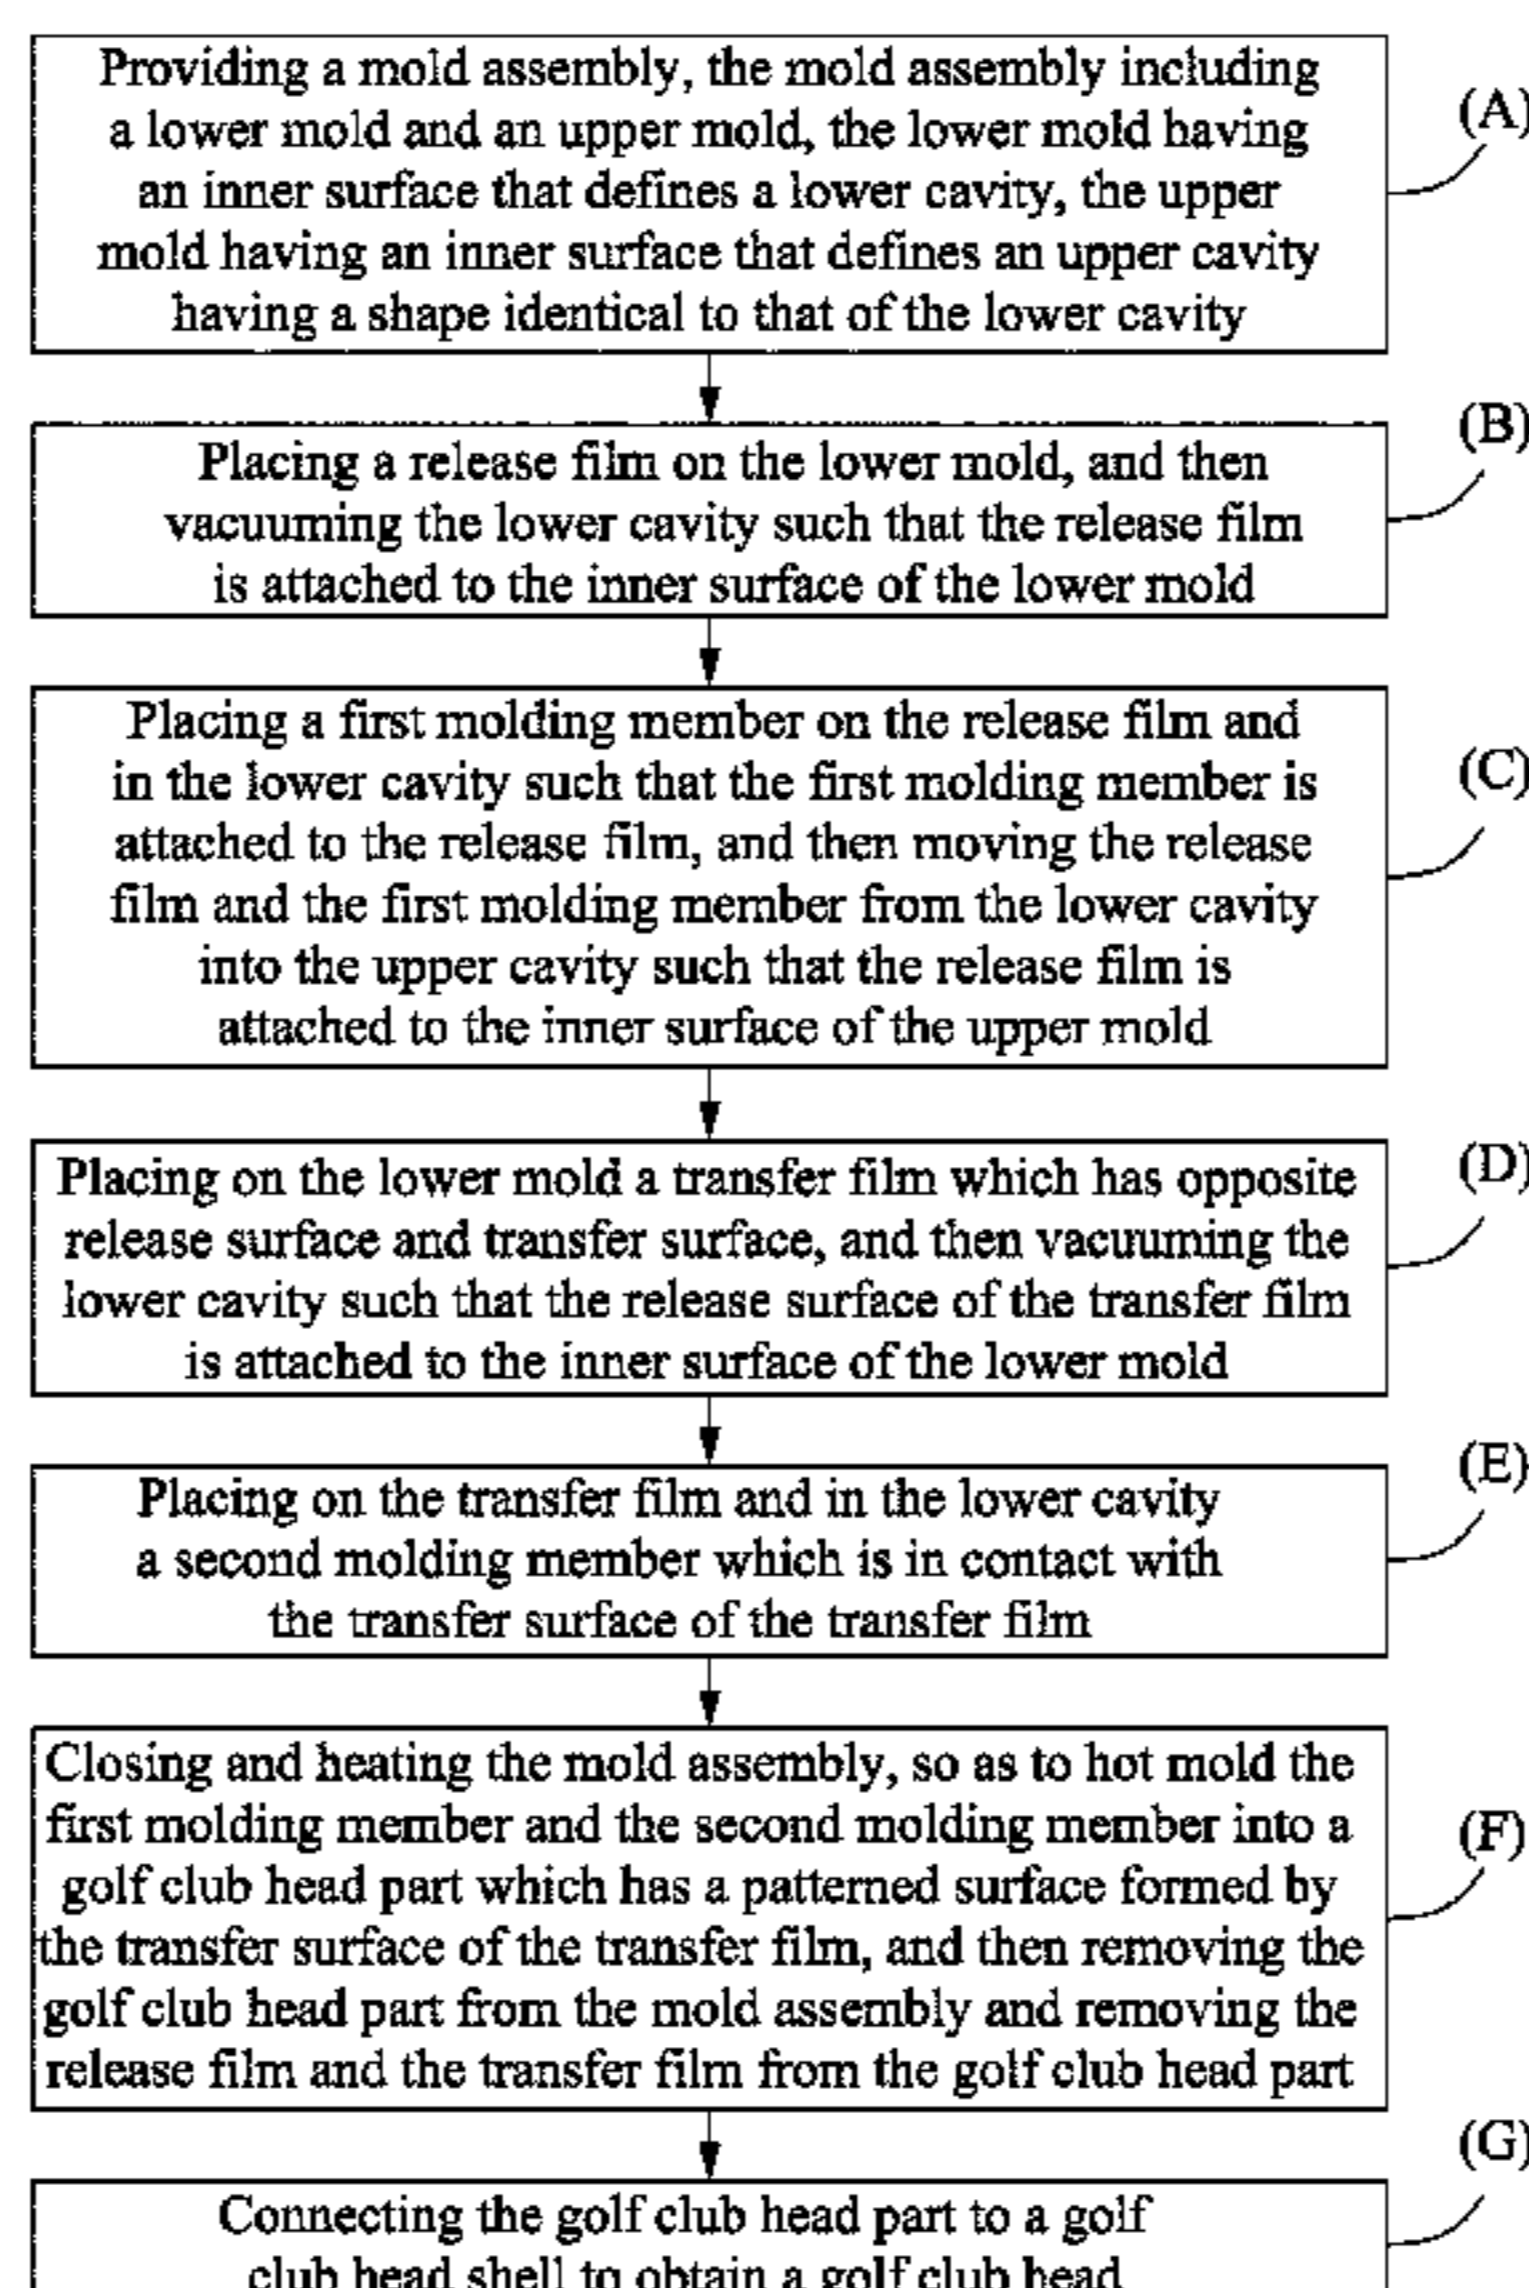 Providing a mold assembly, the mold assembly including
a lower mold and an upper mold, the lower mold having
an inner surface that defines a lower cavity, the upper
mold having an inner surface that defines an upper cavity
having a shape identical to that of the lower cavity
(A)
Placing a release film on the lower mold, and then
vacuuming the lower cavity such that the release film
is attached to the inner surface of the lower mold
(B)
Placing a first molding member on the release film and
in the lower cavity such that the first molding member is
attached to the release film, and then moving the release
film and the first molding member from the lower cavity
into the upper cavity such that the release film is
attached to the inner surface of the upper mold
(C)
Placing on the lower mold a transfer film which has opposite
release surface and transfer surface, and then vacuuming the
lower cavity such that the release surface of the transfer film
is attached to the inner surface of the lower mold
(D)
Placing on the transfer film and in the lower cavity
a second molding member which is in contact with
the transfer surface of the transfer film
(E)
Closing and heating the mold assembly, so as to hot mold the
first molding member and the second molding member into a
golf club head part which has a patterned surface formed by
the transfer surface of the transfer film, and then removing the
golf club head part from the mold assembly and removing the
release film and the transfer film from the golf club head part
(F)
Connecting the golf club head part to a golf
club head shell to obtain a golf club head
(G)